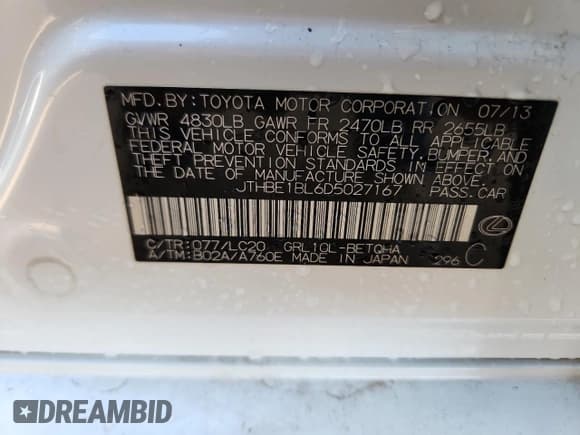 MFD. BY: TOYOTA MOTOR CORPORATION 07/13
GVWR 4830LB GAWR FR 2470LB RR 2655LB
THIS VEHICLE CONFORMS TO ALL APPLICABLE
FEDERAL MOTOR VEHICLE SAFETY, BUMPER, AND
THEFT PREVENTION STANDARDS IN EFFECT ON
THE DATE OF MANUFACTURE SHOWN ABOVE.
JTHBE1BL6D5027167 PASS. CAR
C/TR: 077/LC20 GRL10L-BETQHA
A/TM: B02A/A760E MADE IN JAPAN 296 C
DREAMBID